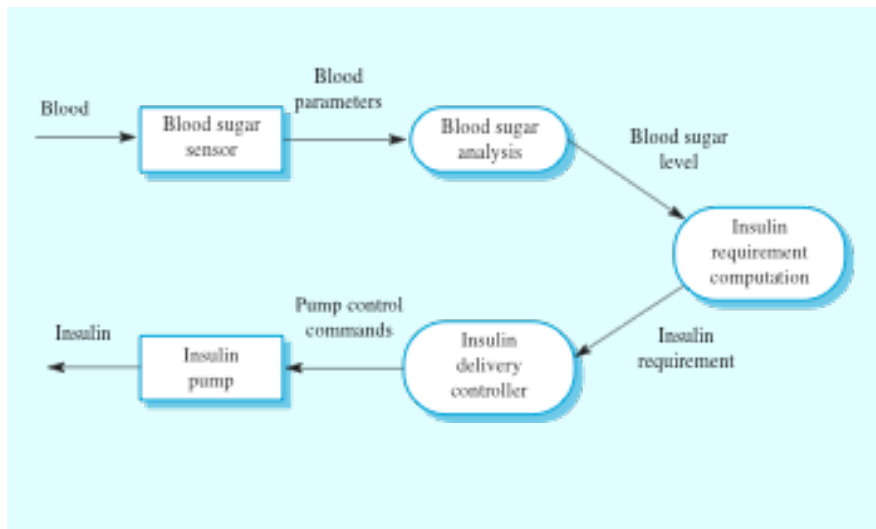 Blood
Blood sugar
sensor
Blood
parameters
Blood sugar
analysis
Blood sugar
level
Insulin
requirement
computation
Insulin
requirement
Insulin
delivery
controller
Pump control
commands
Insulin
pump
Insulin